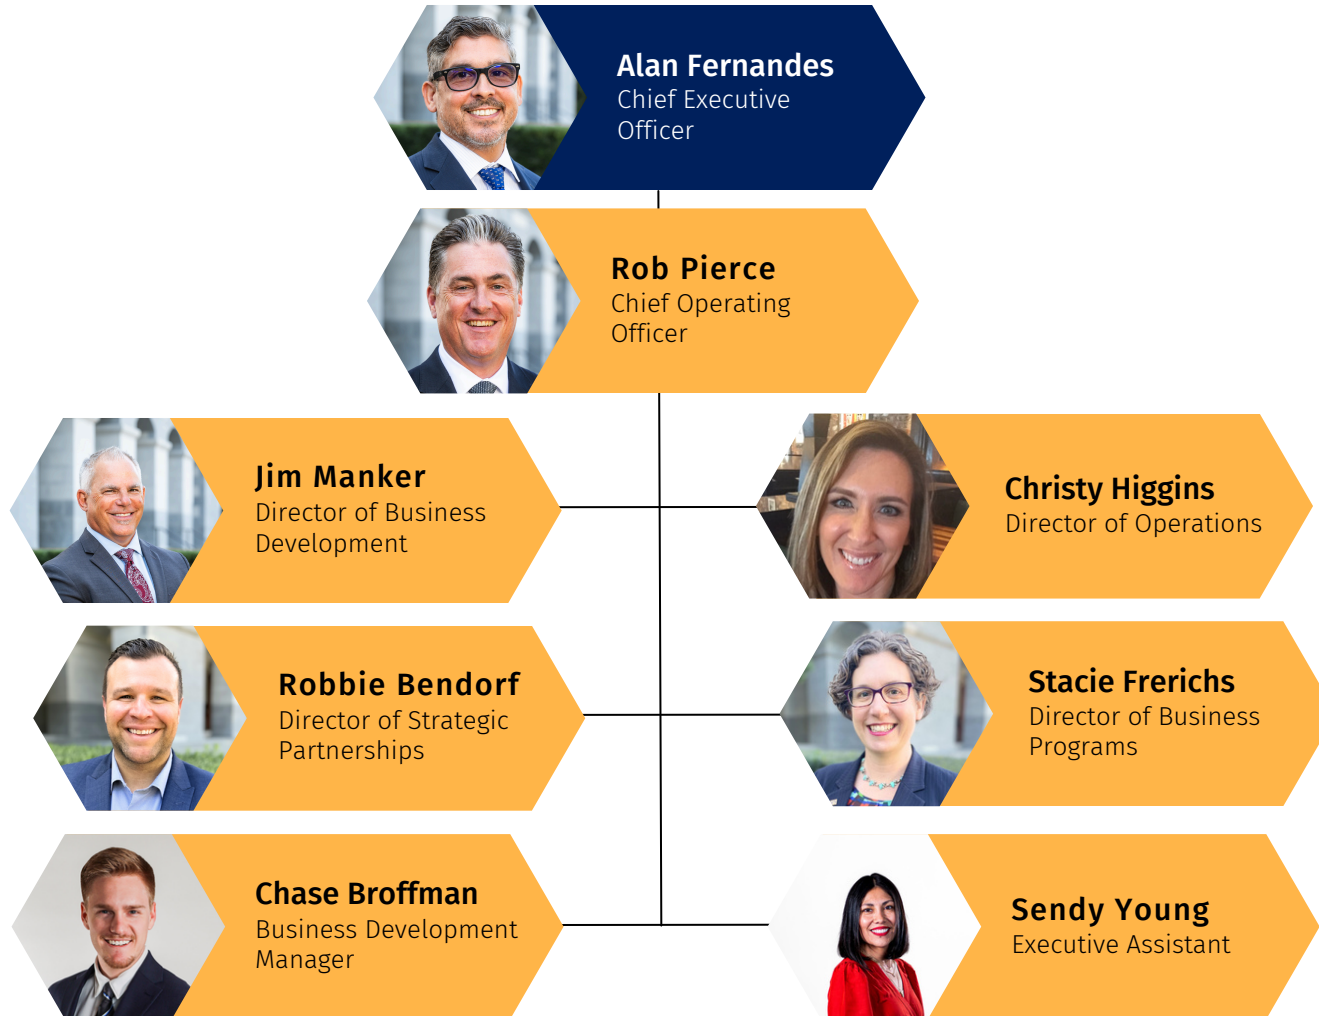 Alan Fernandes
Chief Executive
Officer
Rob Pierce
Chief Operating
Officer
Jim Manker
Director of Business
Development
Christy Higgins
Director of Operations
Robbie Bendorf
Director of Strategic
Partnerships
Stacie Frerichs
Director of Business
Programs
Chase Broffman
Business Development
Manager
Sendy Young
Executive Assistant